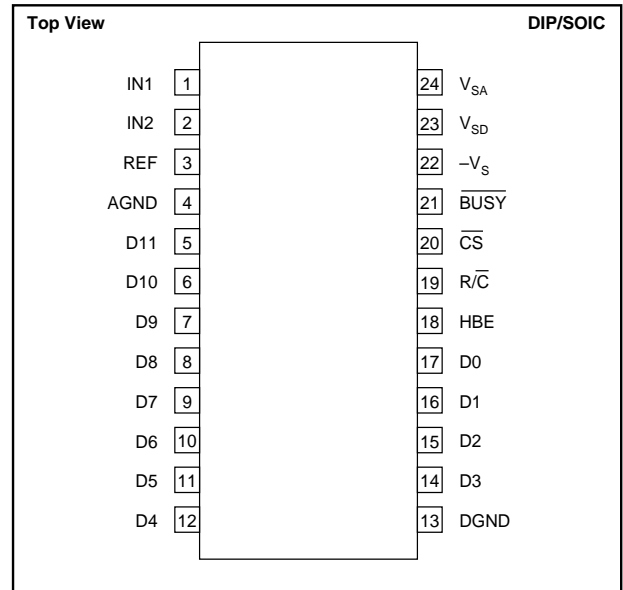 Top View DIP/SOIC
IN1 1 24 V_SA
IN2 2 23 V_SD
REF 3 22 –V_S
AGND 4 21 B̅U̅S̅Y̅
D11 5 20 C̅S̅
D10 6 19 R/C̅
D9 7 18 HBE
D8 8 17 D0
D7 9 16 D1
D6 10 15 D2
D5 11 14 D3
D4 12 13 DGND